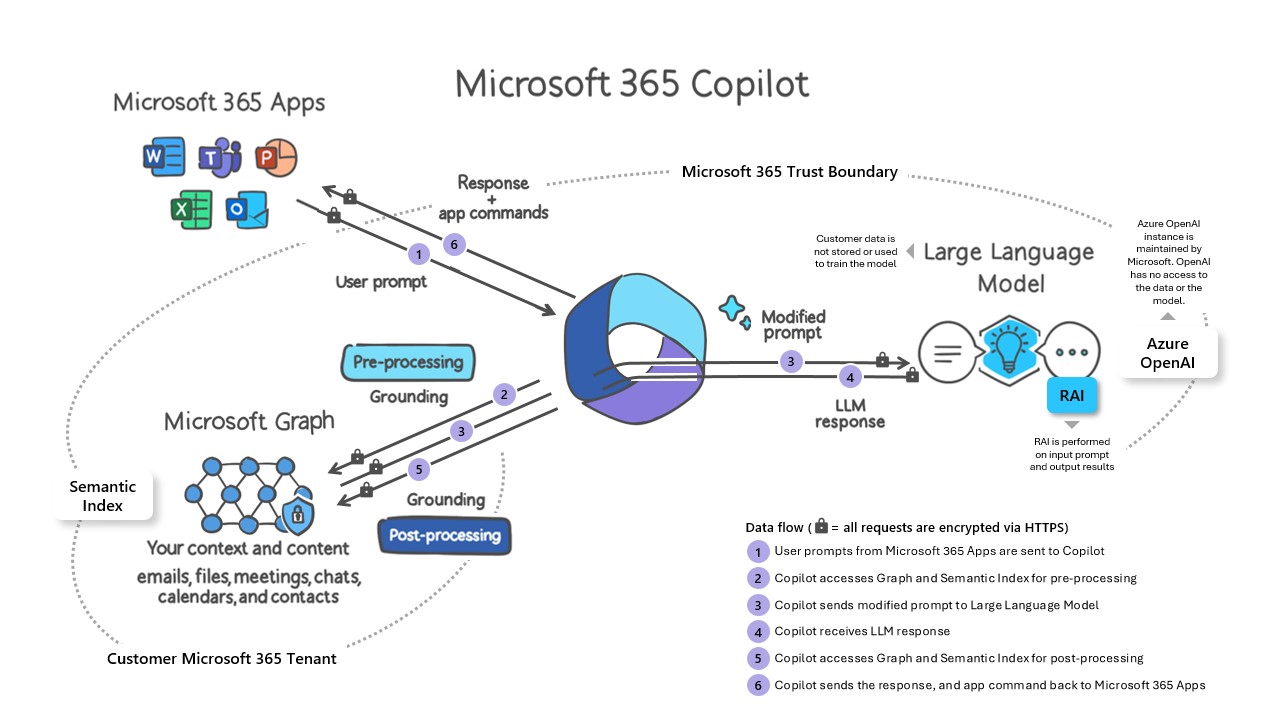 Microsoft 365 Copilot
Microsoft 365 Apps
W
T
P
X
O
Response
+
app commands
Microsoft 365 Trust Boundary
1
6
User prompt
Customer data is
not stored or used
to train the model
Large Language
Model
Azure OpenAI
instance is
maintained by
Microsoft. OpenAI
has no access to
the data or the
model.
Azure
OpenAI
Modified
prompt
3
4
LLM
response
RAI
RAI is performed
on input prompt
and output results
Pre-processing
Grounding
2
3
5
Grounding
Post-processing
Microsoft Graph
Semantic
Index
Your context and content
emails, files, meetings, chats,
calendars, and contacts
Customer Microsoft 365 Tenant
Data flow ( = all requests are encrypted via HTTPS)
1 User prompts from Microsoft 365 Apps are sent to Copilot
2 Copilot accesses Graph and Semantic Index for pre-processing
3 Copilot sends modified prompt to Large Language Model
4 Copilot receives LLM response
5 Copilot accesses Graph and Semantic Index for post-processing
6 Copilot sends the response, and app command back to Microsoft 365 Apps